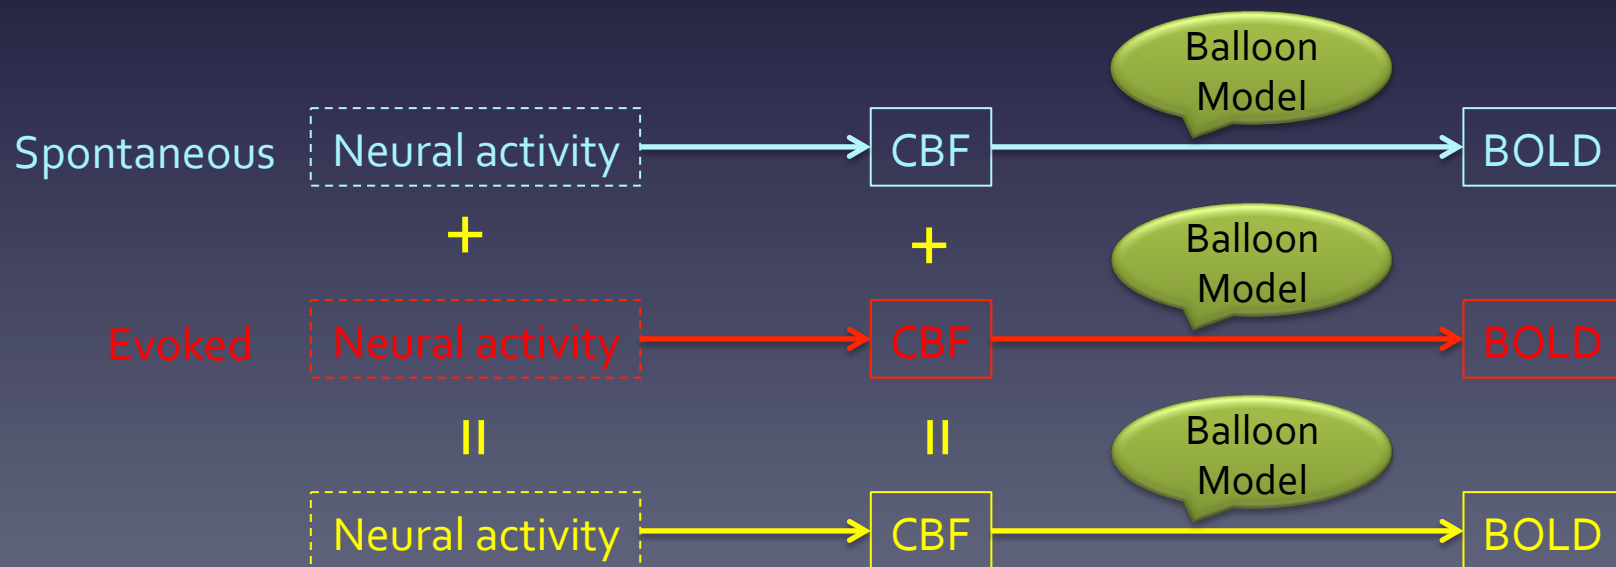 Balloon
Model
Spontaneous Neural activity CBF BOLD
+ +
Balloon
Model
Evoked Neural activity CBF BOLD
= =
Balloon
Model
Neural activity CBF BOLD